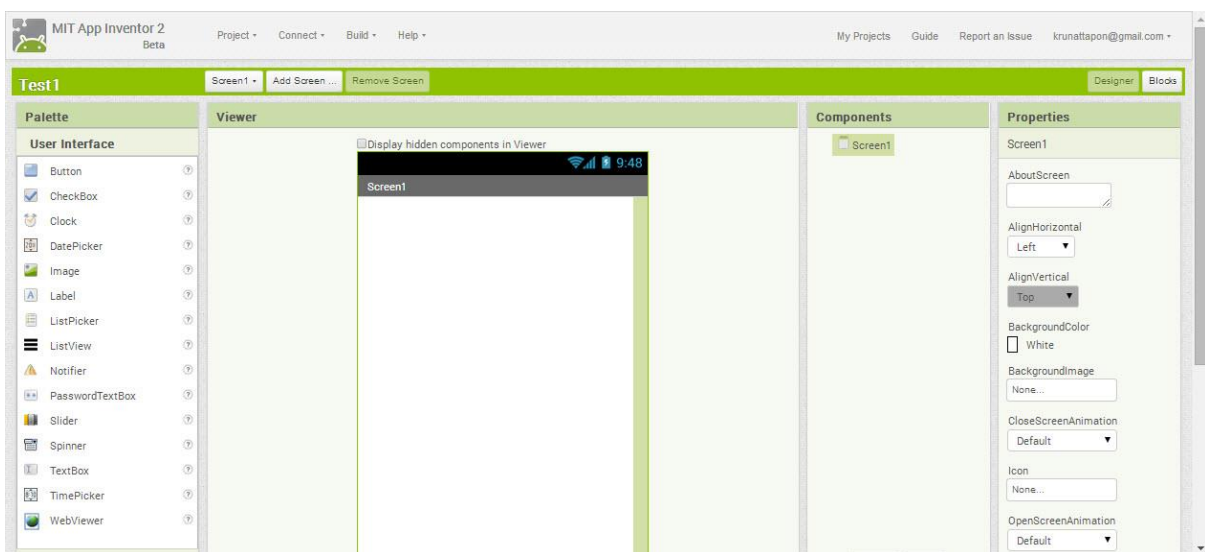 MIT App Inventor 2
Beta
Project
Connect
Build
Help
My Projects
Guide
Report an Issue
krunattapon@gmail.com
Test1
Screen1
Add Screen ...
Remove Screen
Designer
Blocks
Palette
User Interface
Button
CheckBox
Clock
DatePicker
Image
Label
ListPicker
ListView
Notifier
PasswordTextBox
Slider
Spinner
TextBox
TimePicker
WebViewer
Viewer
Display hidden components in Viewer
9:48
Screen1
Components
Screen1
Properties
Screen1
AboutScreen
AlignHorizontal
Left
AlignVertical
Top
BackgroundColor
White
BackgroundImage
None...
CloseScreenAnimation
Default
Icon
None...
OpenScreenAnimation
Default